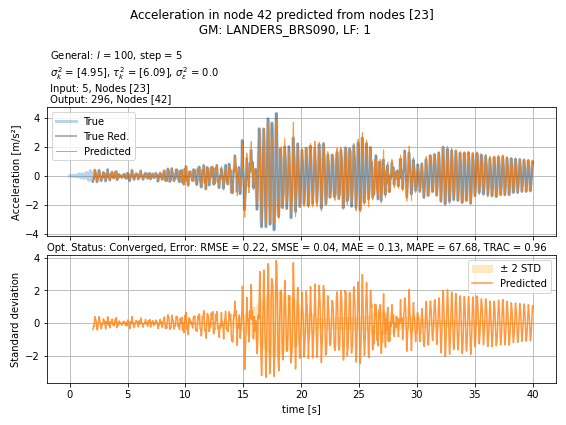 Acceleration in node 42 predicted from nodes [23]
GM: LANDERS_BRS090, LF: 1
General: l = 100, step = 5
σ²ₖ = [4.95], τ²ₖ = [6.09], σ²ε = 0.0
Input: 5, Nodes [23]
Output: 296, Nodes [42]
Acceleration [m/s²]
4
2
0
−2
−4
True
True Red.
Predicted
Opt. Status: Converged, Error: RMSE = 0.22, SMSE = 0.04, MAE = 0.13, MAPE = 67.68, TRAC = 0.96
Standard deviation
4
2
0
−2
± 2 STD
Predicted
0 5 10 15 20 25 30 35 40
time [s]